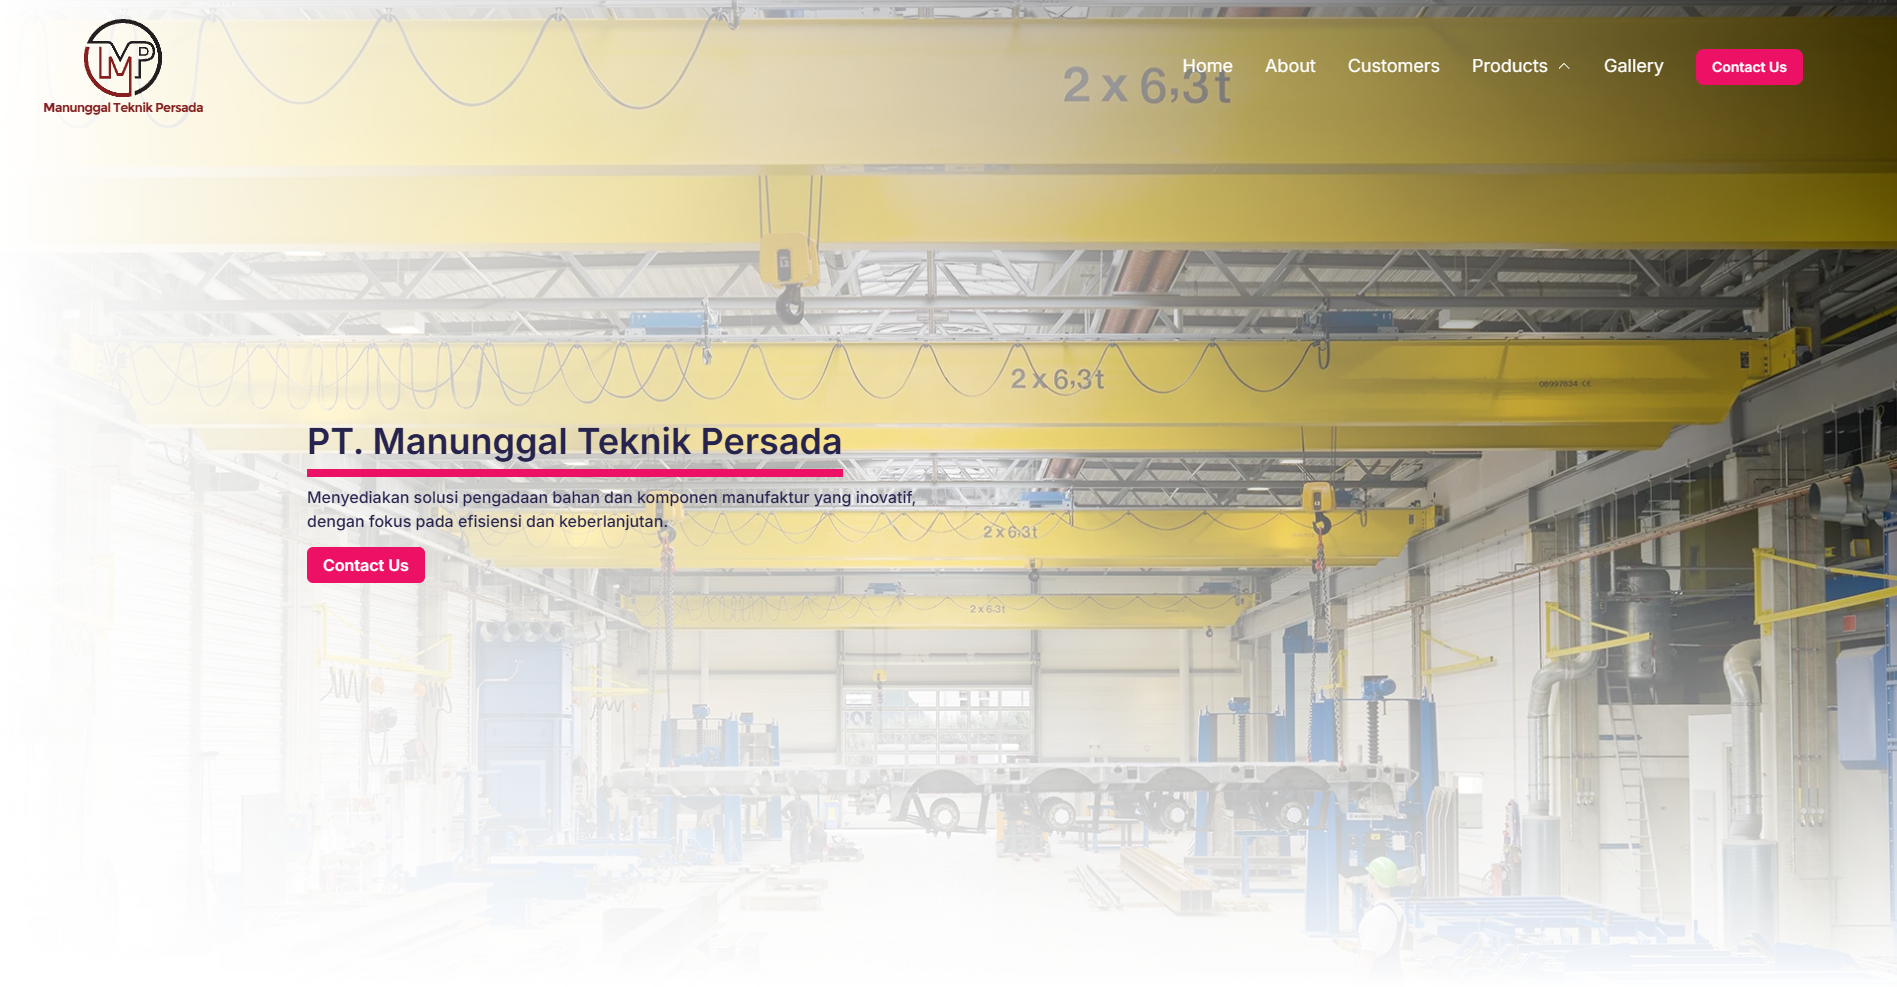 MP
Manunggal Teknik Persada
Home About Customers Products Gallery Contact Us
2 x 6,3t
2 x 6,3t
PT. Manunggal Teknik Persada
Menyediakan solusi pengadaan bahan dan komponen manufaktur yang inovatif,
dengan fokus pada efisiensi dan keberlanjutan.
Contact Us
2 x 6,3t
2 x 6.3t